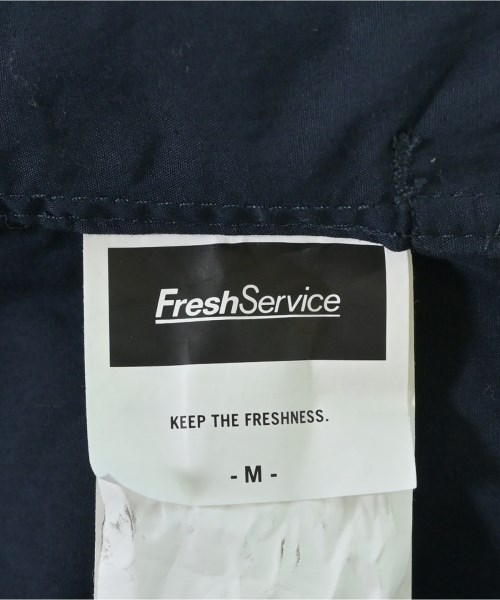 FreshService
KEEP THE FRESHNESS.
- M -